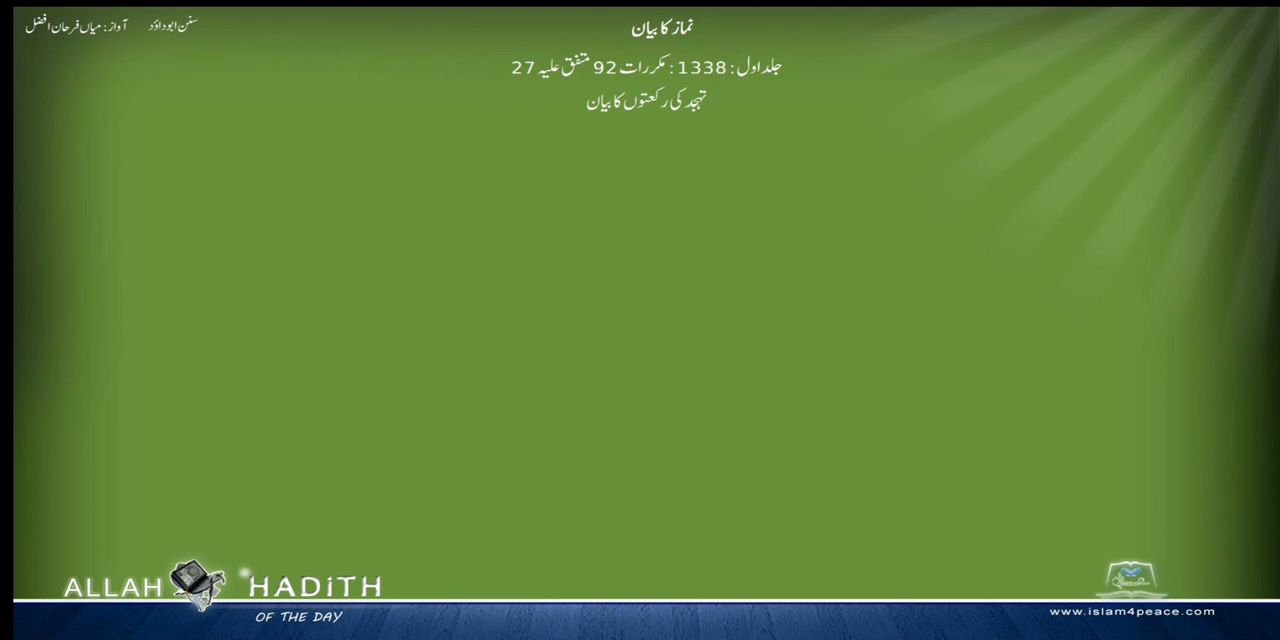 نماز کا بیان
سنن ابوداؤد
آواز: میاں فرحان افضل
جلد اول : 1338 : مکررات 92 متفق علیہ 27
تہجد کی رکعتوں کا بیان
ALLAH HADITH
OF THE DAY
www.islam4peace.com